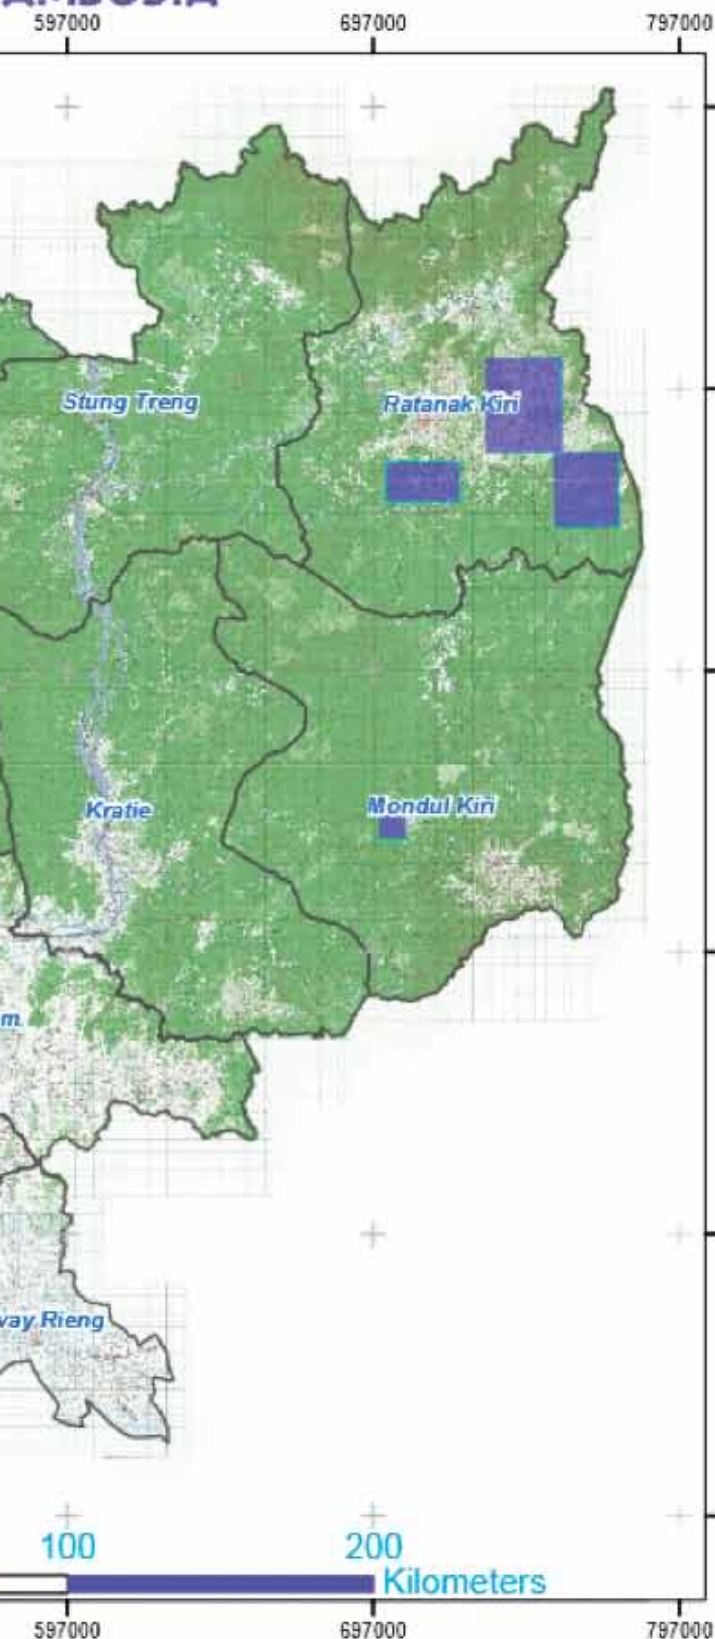 597000 697000 797000
Stung Treng
Ratanak Kiri
Kratie
Mondul Kiri
m
vay Rieng
100 200
Kilometers
597000 697000 797000